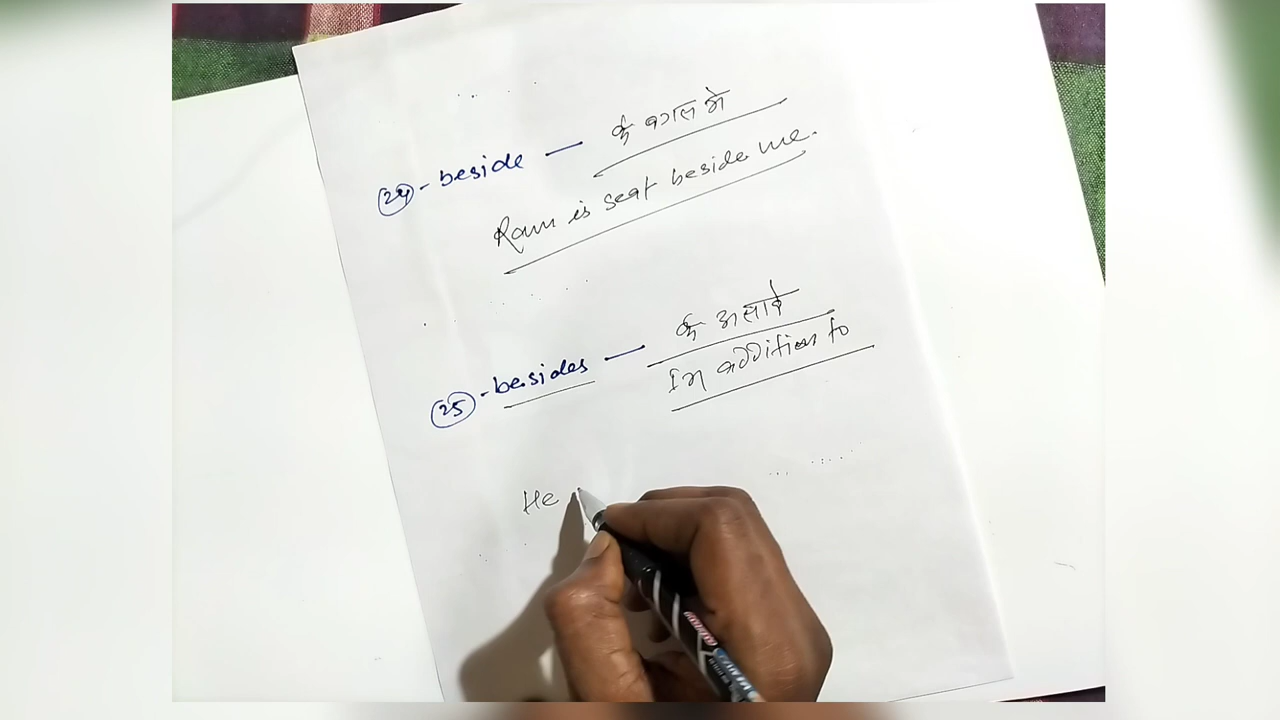 24 - beside — के बगल मे
Ram is seat beside me.
25 - besides — के अलावे
In addition to
He